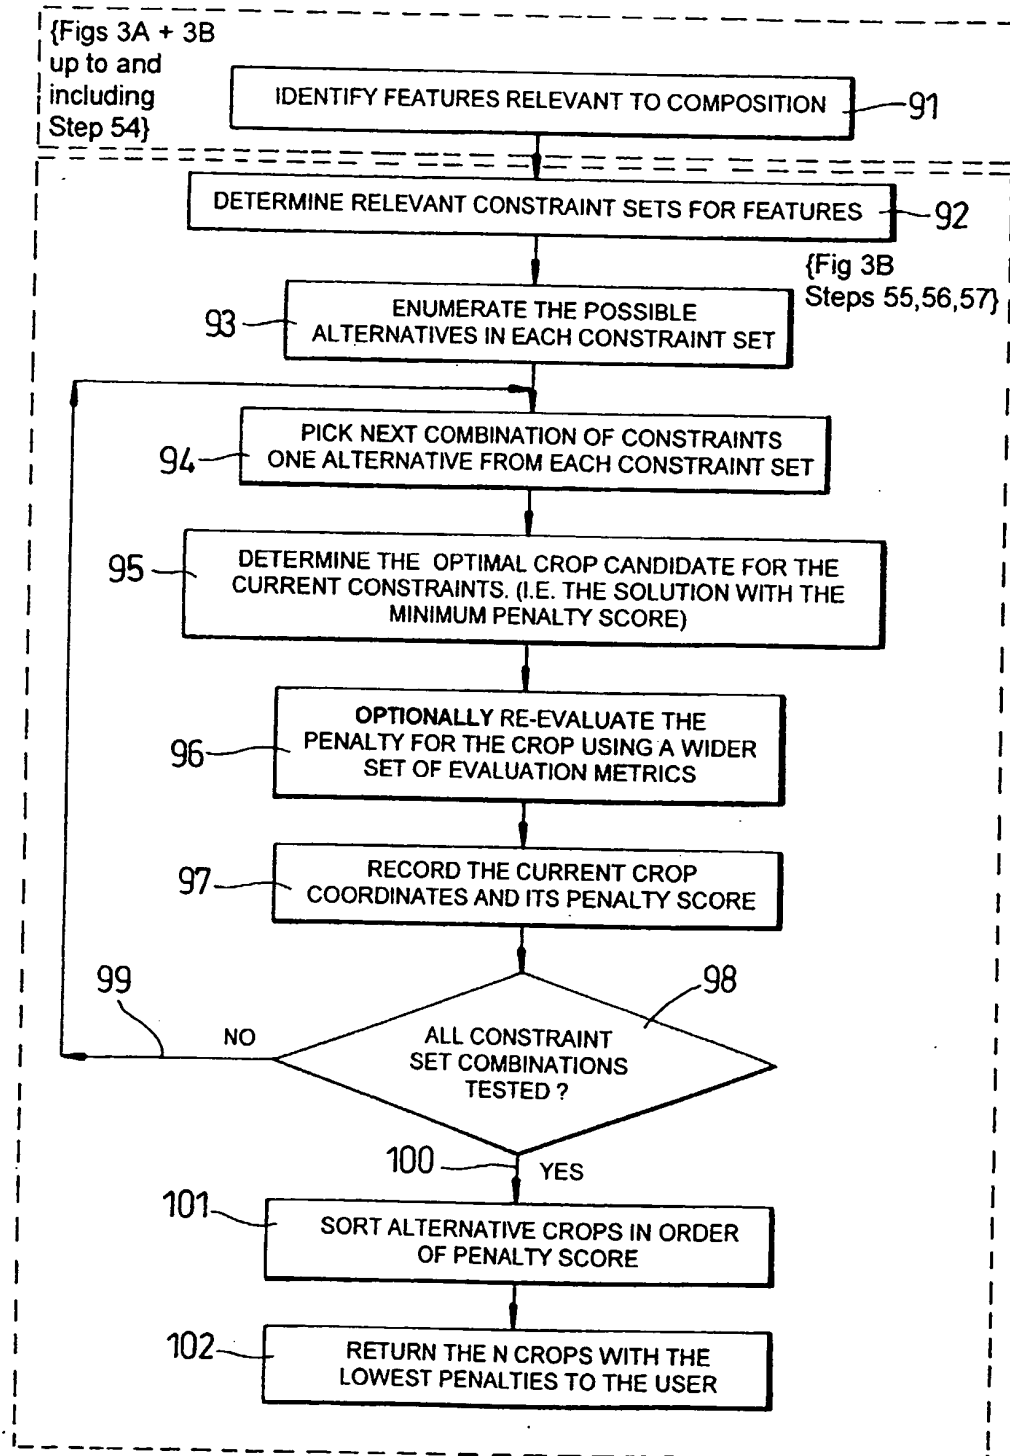 {Figs 3A + 3B
up to and
including
Step 54}
IDENTIFY FEATURES RELEVANT TO COMPOSITION
91
DETERMINE RELEVANT CONSTRAINT SETS FOR FEATURES
92
{Fig 3B
Steps 55,56,57}
93
ENUMERATE THE POSSIBLE
ALTERNATIVES IN EACH CONSTRAINT SET
94
PICK NEXT COMBINATION OF CONSTRAINTS
ONE ALTERNATIVE FROM EACH CONSTRAINT SET
95
DETERMINE THE OPTIMAL CROP CANDIDATE FOR THE
CURRENT CONSTRAINTS. (I.E. THE SOLUTION WITH THE
MINIMUM PENALTY SCORE)
96
OPTIONALLY RE-EVALUATE THE
PENALTY FOR THE CROP USING A WIDER
SET OF EVALUATION METRICS
97
RECORD THE CURRENT CROP
COORDINATES AND ITS PENALTY SCORE
99
98
NO
ALL CONSTRAINT
SET COMBINATIONS
TESTED ?
100
YES
101
SORT ALTERNATIVE CROPS IN ORDER
OF PENALTY SCORE
102
RETURN THE N CROPS WITH THE
LOWEST PENALTIES TO THE USER